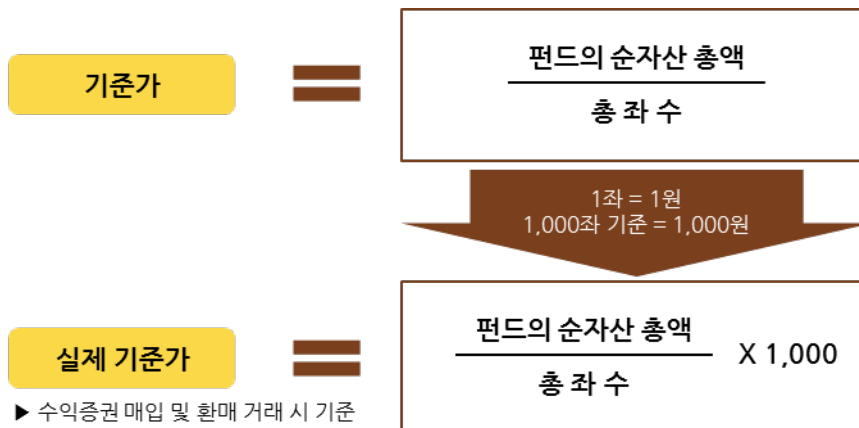 기준가
=
펀드의 순자산 총액
총 좌 수
1좌 = 1원
1,000좌 기준 = 1,000원
실제 기준가
=
펀드의 순자산 총액
총 좌 수
X 1,000
▶ 수익증권 매입 및 환매 거래 시 기준